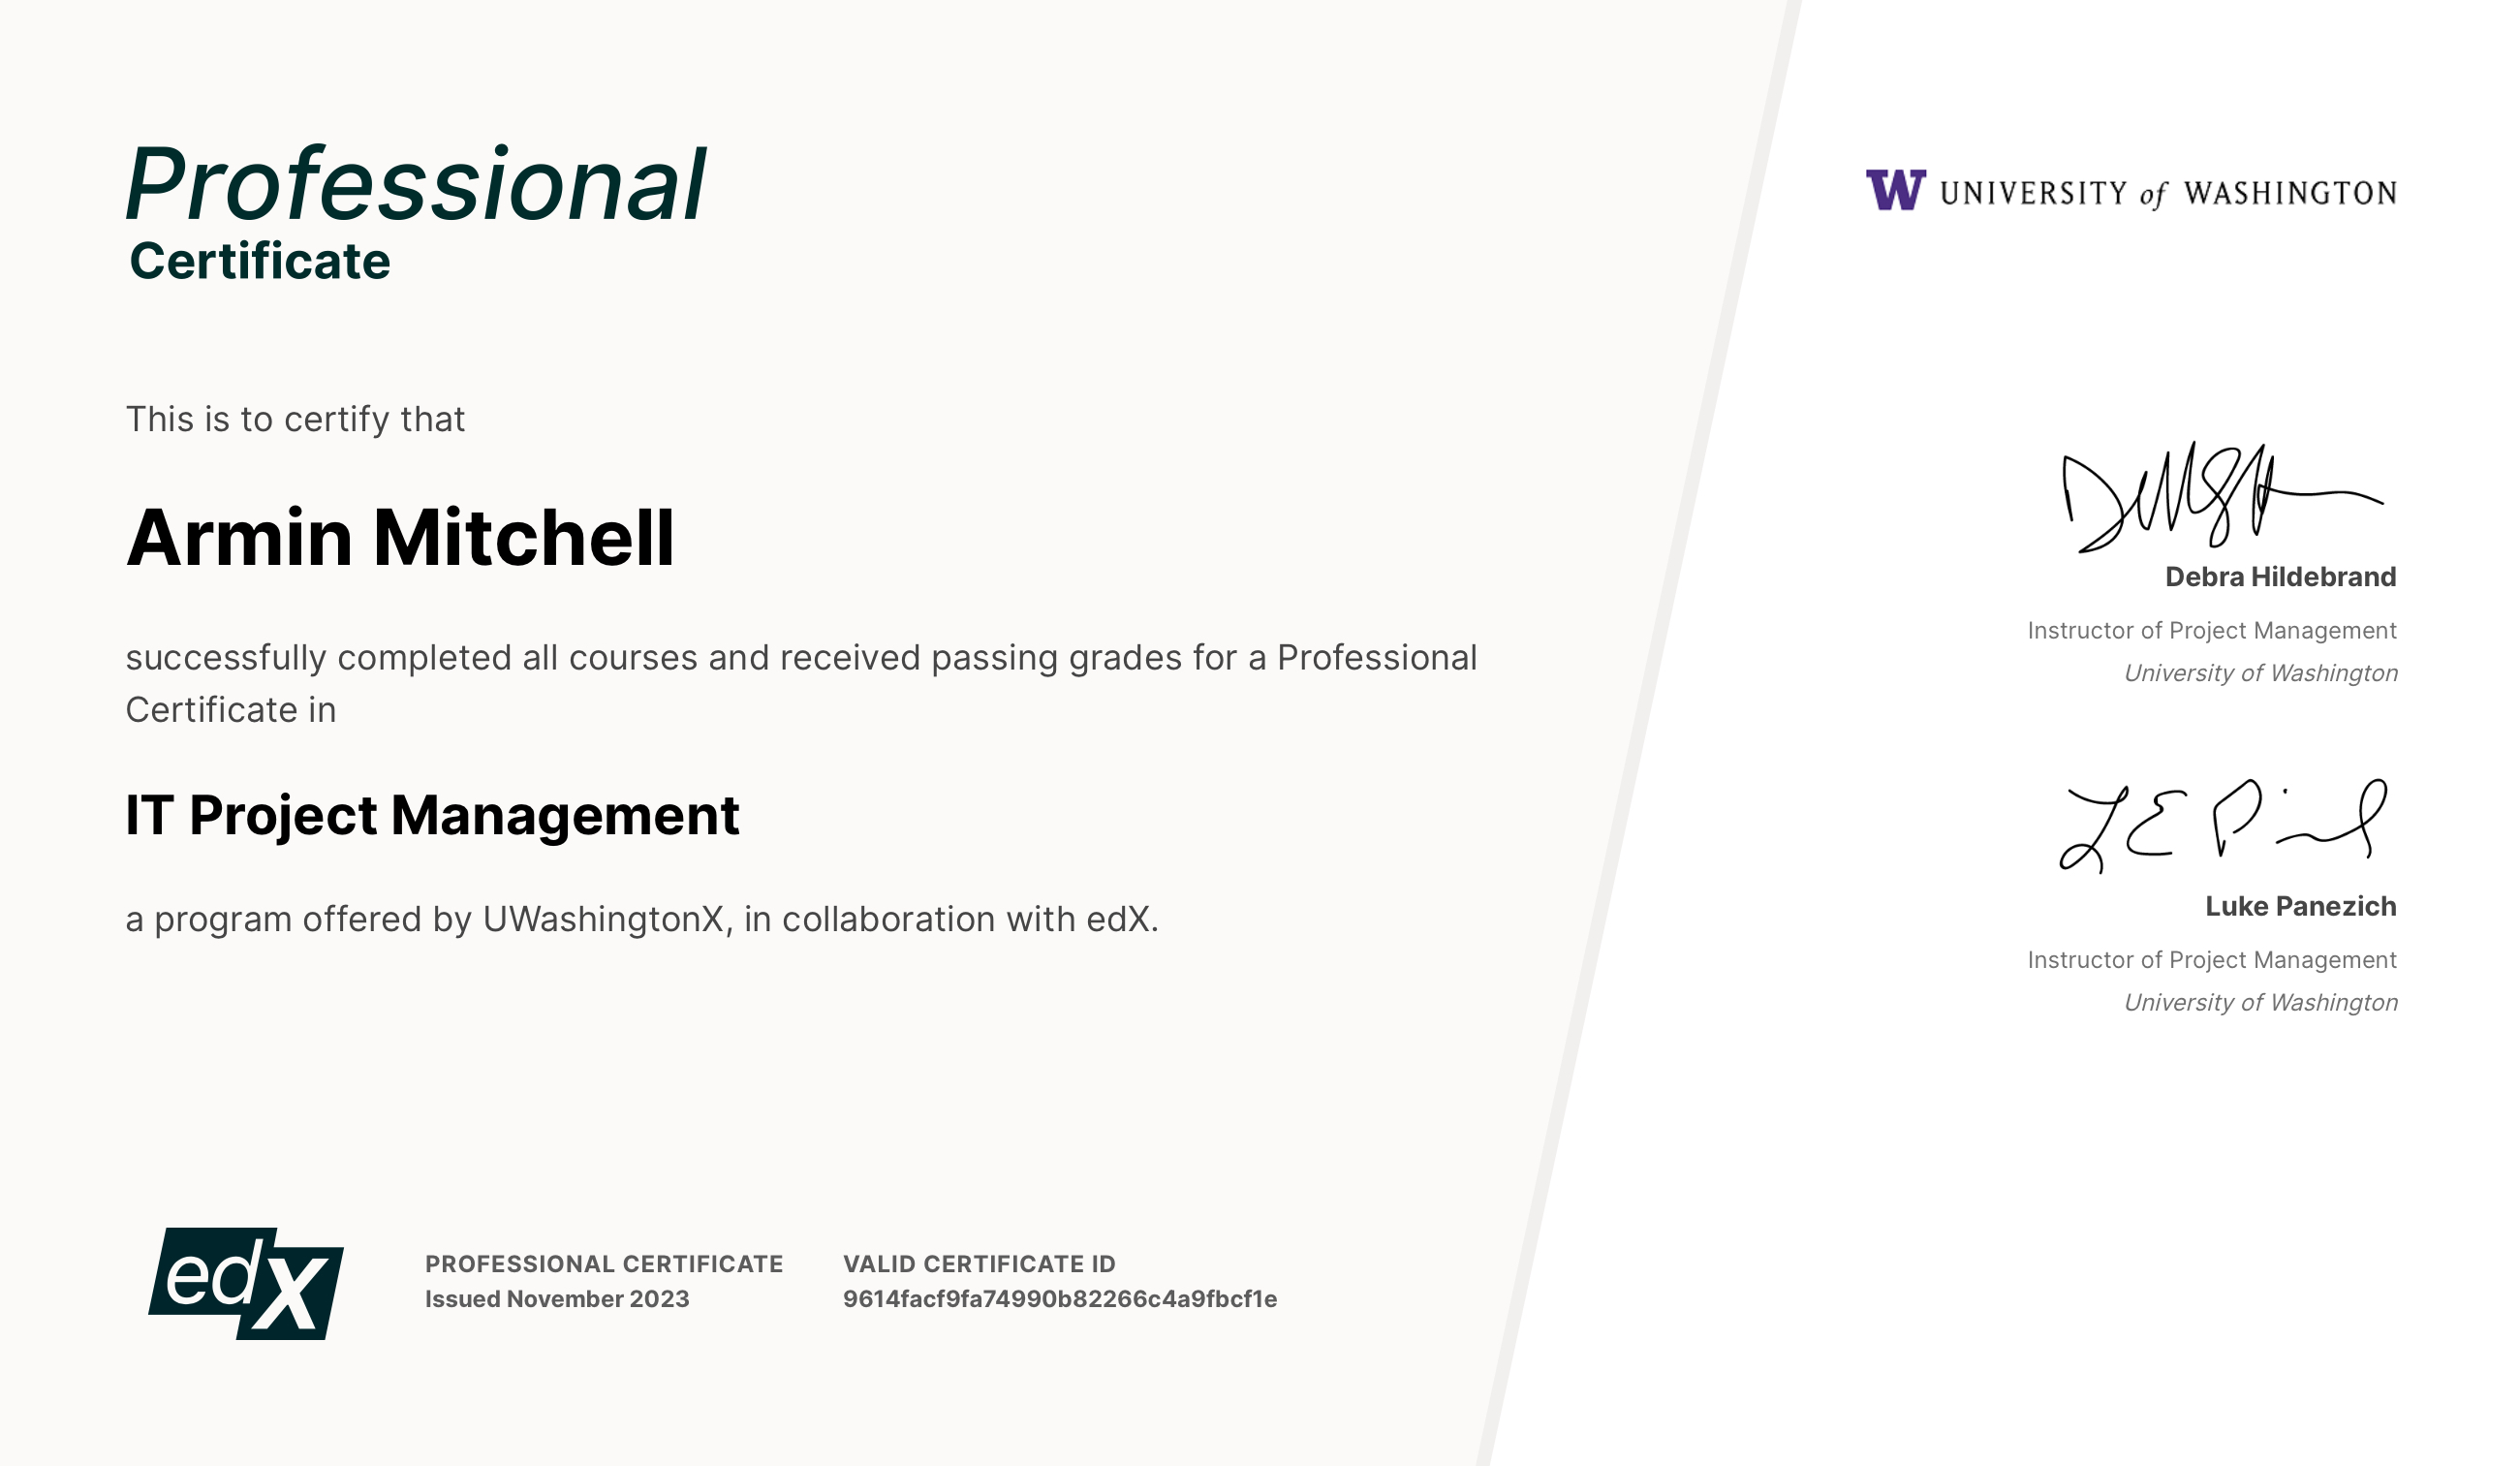 Professional
Certificate
This is to certify that
Armin Mitchell
successfully completed all courses and received passing grades for a Professional
Certificate in
IT Project Management
a program offered by UWashingtonX, in collaboration with edX.
edX
PROFESSIONAL CERTIFICATE
Issued November 2023
VALID CERTIFICATE ID
9614facf9fa74990b82266c4a9fbcf1e
W UNIVERSITY of WASHINGTON
Debra Hildebrand
Instructor of Project Management
University of Washington
Luke Panezich
Instructor of Project Management
University of Washington